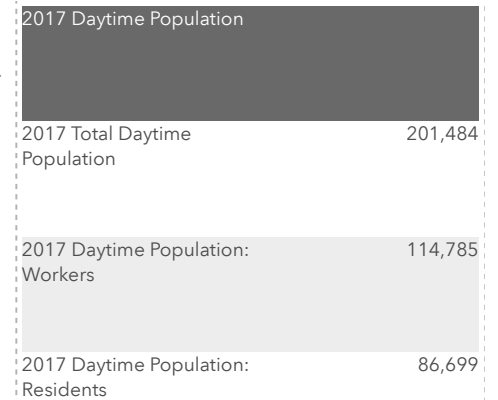 2017 Daytime Population
2017 Total Daytime 201,484
Population
2017 Daytime Population: 114,785
Workers
2017 Daytime Population: 86,699
Residents